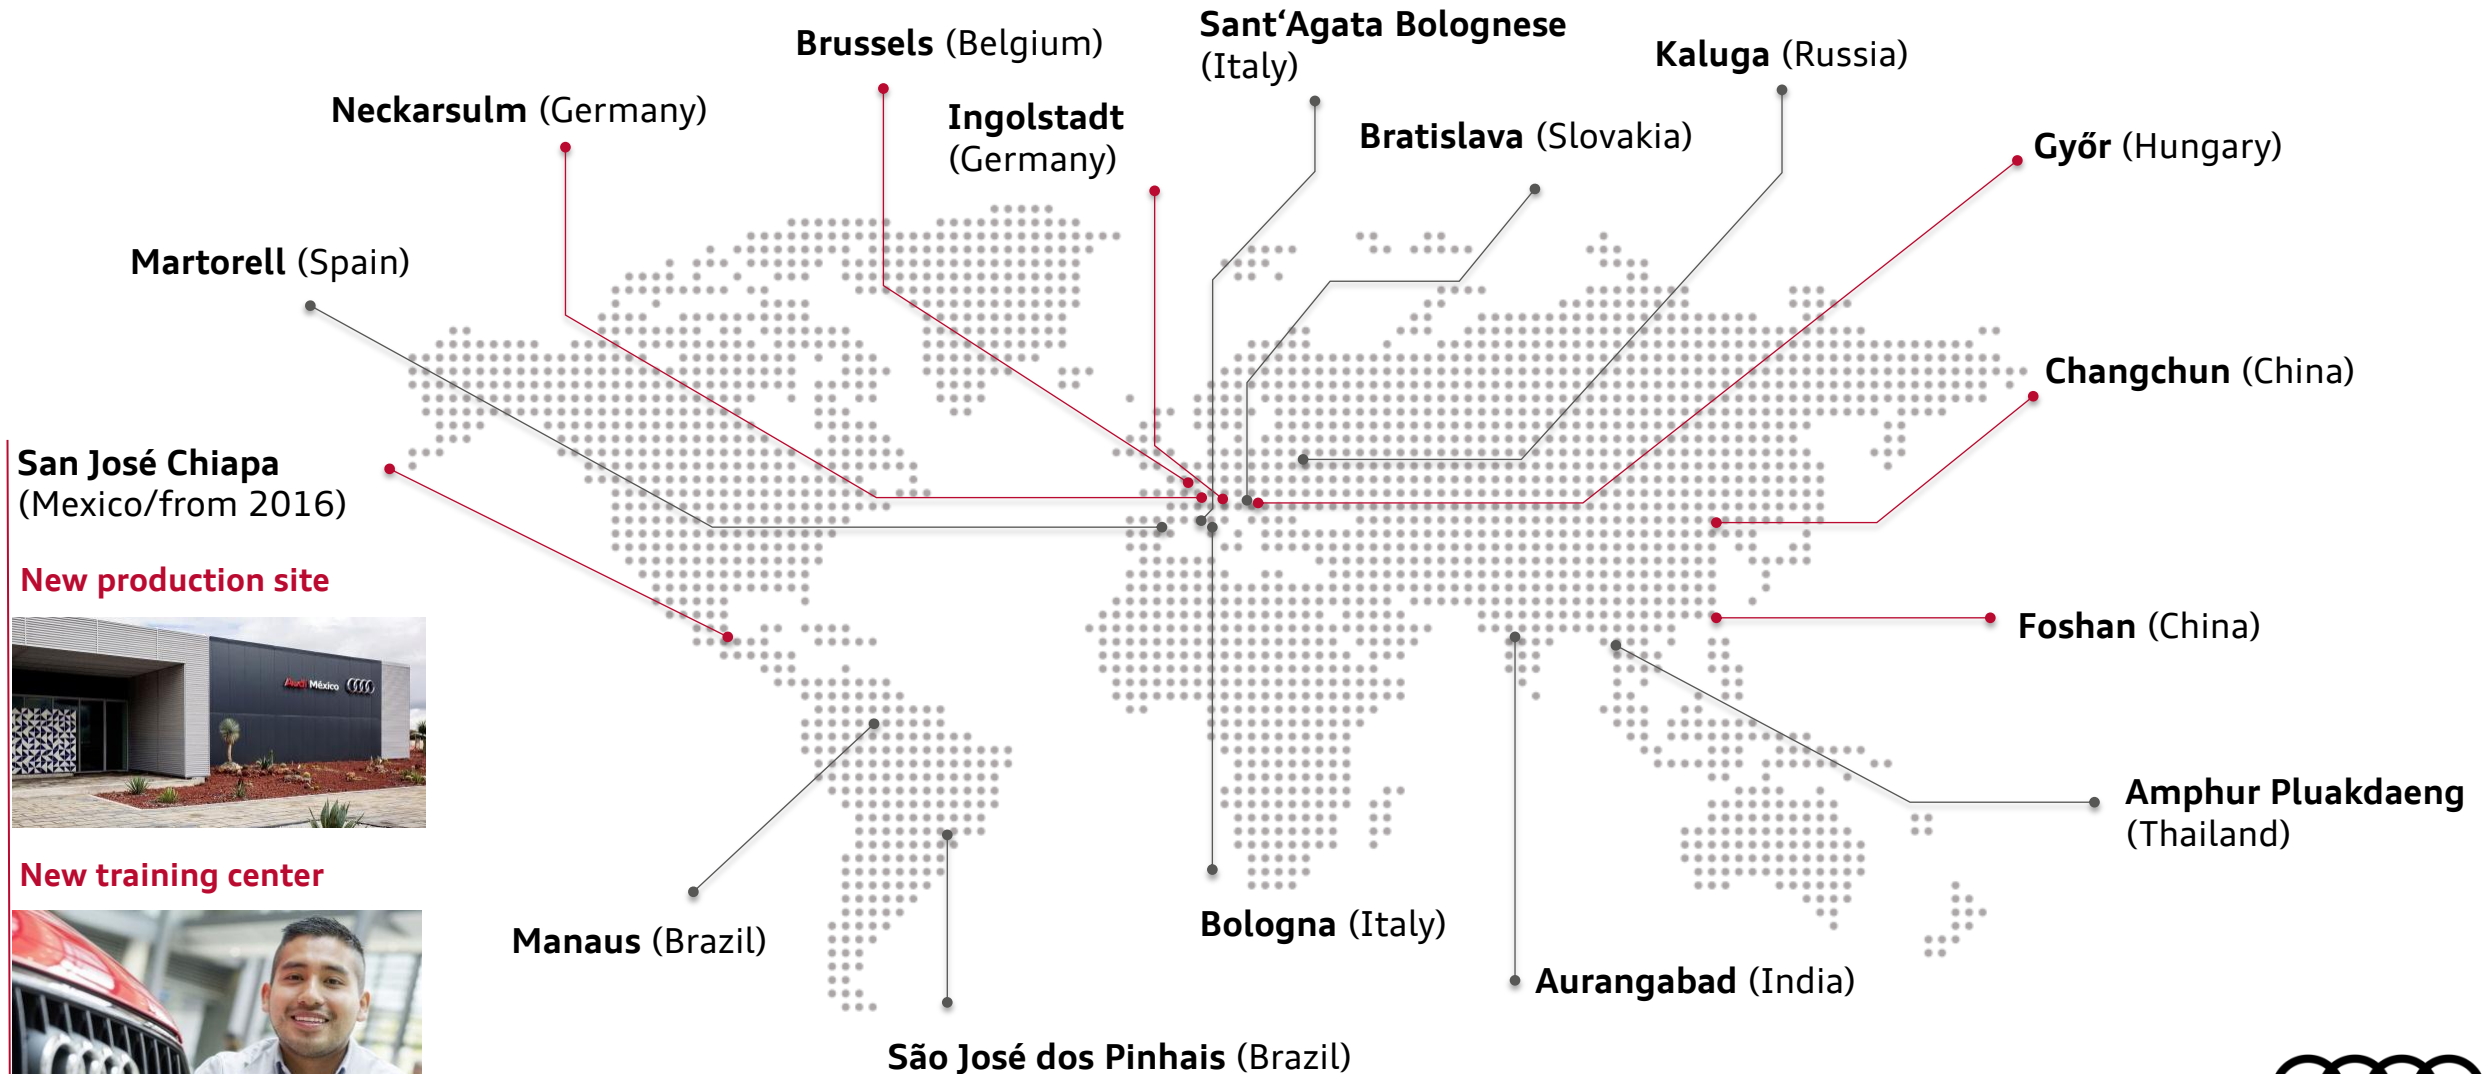 Sant‘Agata Bolognese
(Italy)
Brussels (Belgium)
Kaluga (Russia)
Neckarsulm (Germany)
Ingolstadt
(Germany)
Bratislava (Slovakia)
Győr (Hungary)
Martorell (Spain)
Changchun (China)
San José Chiapa
(Mexico/from 2016)
New production site
Audi México
Foshan (China)
Amphur Pluakdaeng
(Thailand)
New training center
Manaus (Brazil)
Bologna (Italy)
Aurangabad (India)
São José dos Pinhais (Brazil)